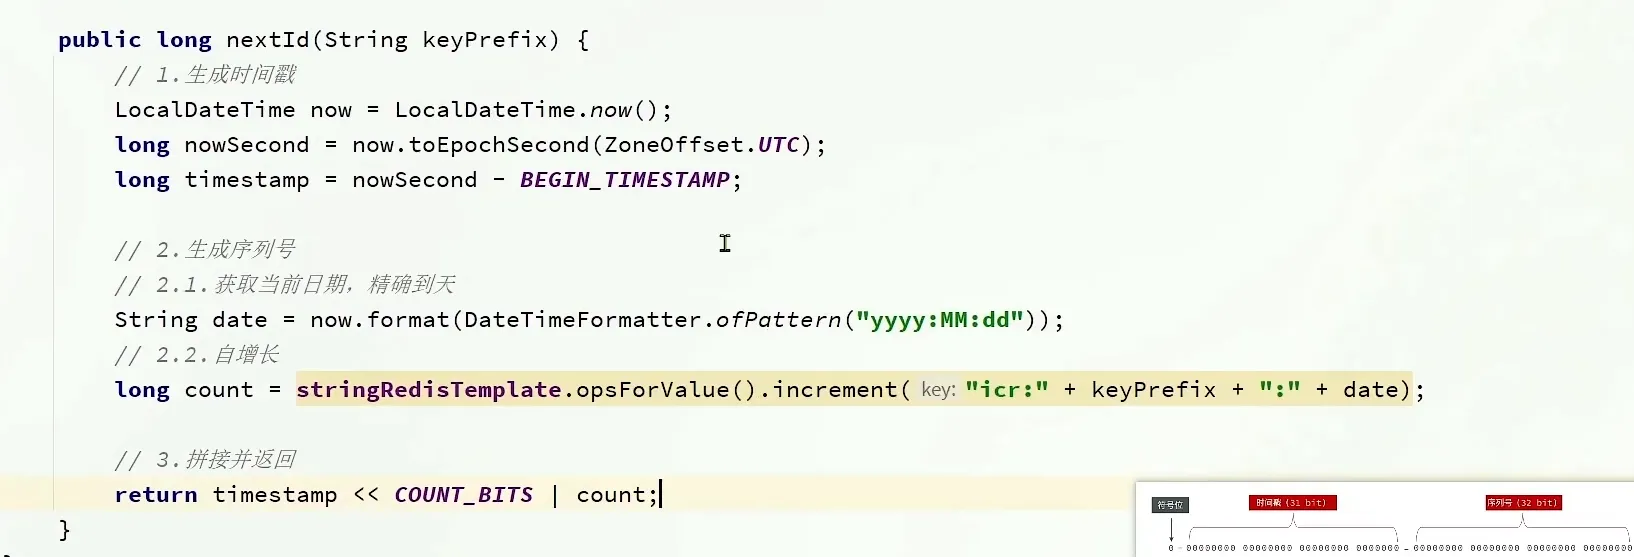 public long nextId(String keyPrefix) {
// 1.生成时间戳
LocalDateTime now = LocalDateTime.now();
long nowSecond = now.toEpochSecond(ZoneOffset.UTC);
long timestamp = nowSecond - BEGIN_TIMESTAMP;
// 2.生成序列号
// 2.1.获取当前日期，精确到天
String date = now.format(DateTimeFormatter.ofPattern("yyyy:MM:dd"));
// 2.2.自增长
long count = stringRedisTemplate.opsForValue().increment( key: "icr:" + keyPrefix + ":" + date);
// 3.拼接并返回
return timestamp << COUNT_BITS | count;
}
符号位 时间戳 (31 bit) 序列号 (32 bit)
0 - 00000000 00000000 00000000 0000000 - 00000000 00000000 00000000 00000000